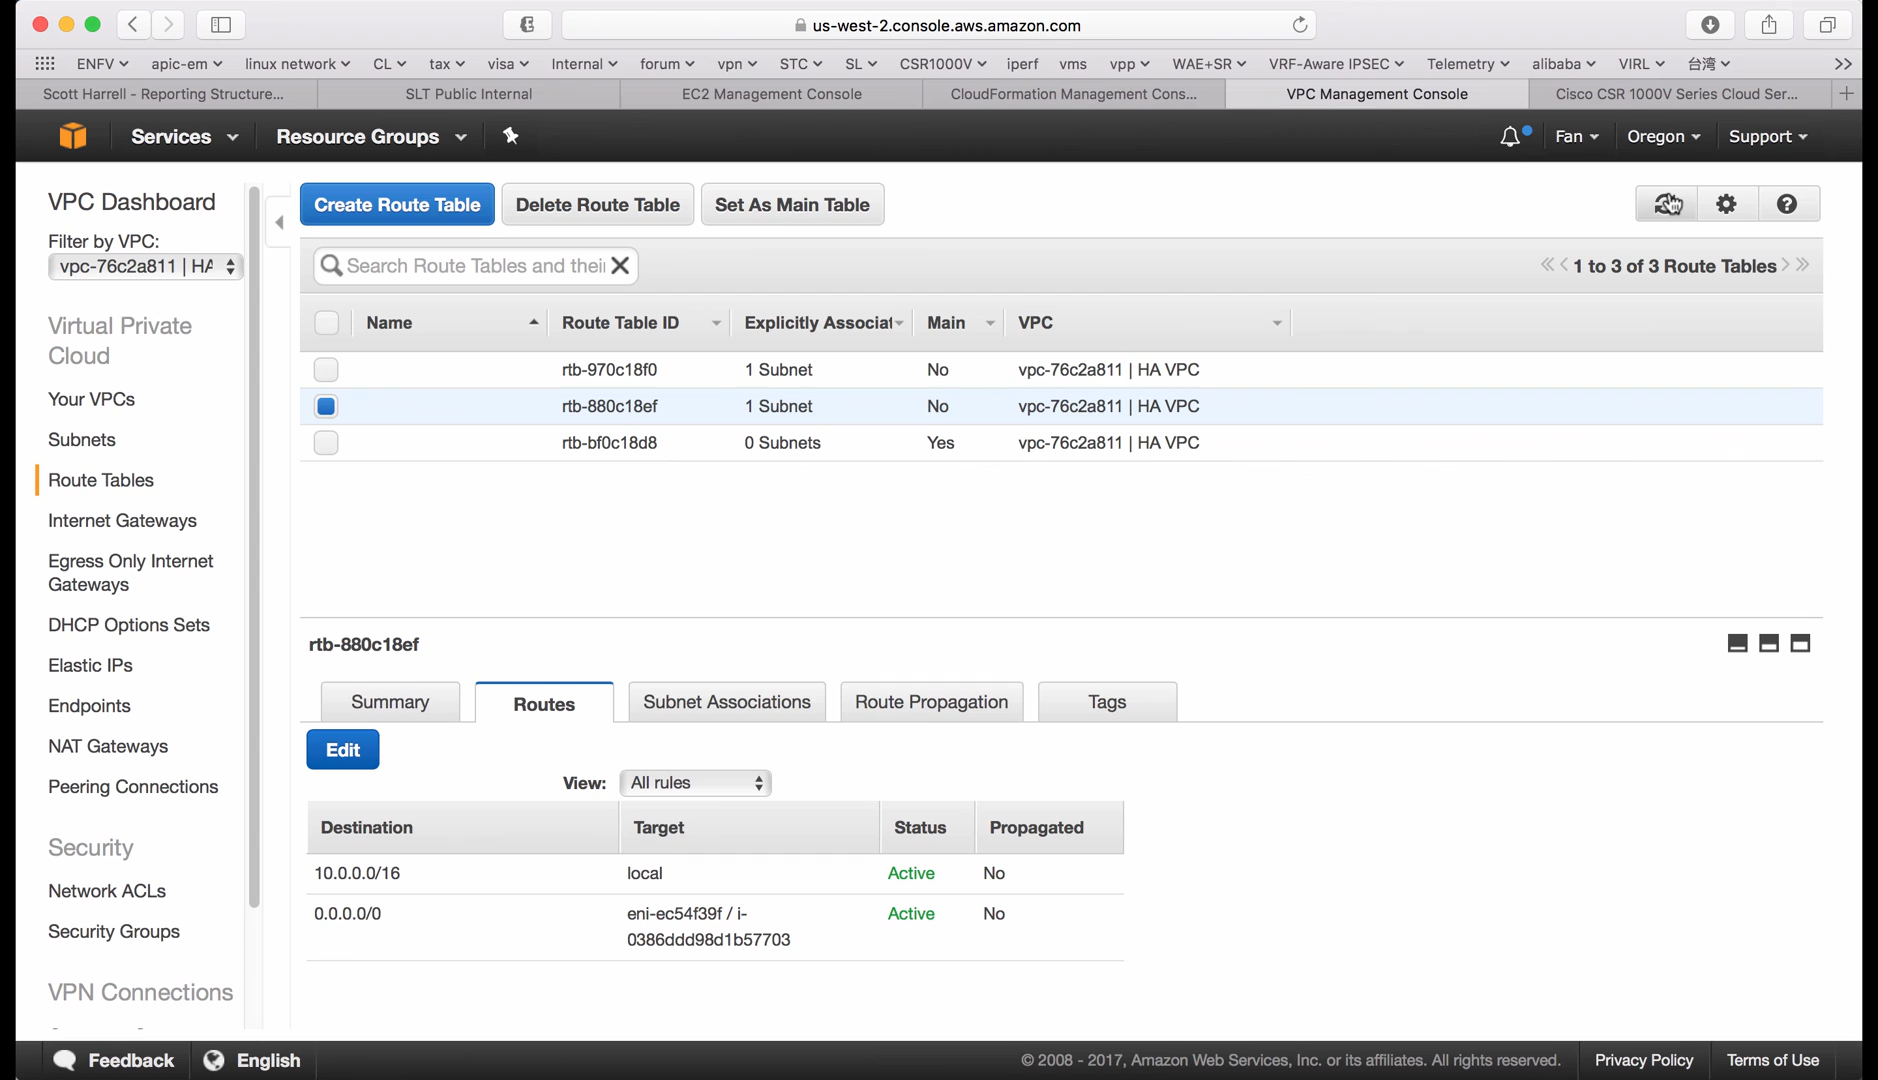 us-west-2.console.aws.amazon.com
ENFV apic-em linux network CL tax visa Internal forum vpn STC SL CSR1000V iperf vms vpp WAE+SR VRF-Aware IPSEC Telemetry alibaba VIRL 台湾
Scott Harrell - Reporting Structure... SLT Public Internal EC2 Management Console CloudFormation Management Cons... VPC Management Console Cisco CSR 1000V Series Cloud Ser...
Services Resource Groups Fan Oregon Support
VPC Dashboard
Filter by VPC:
vpc-76c2a811 | HA
Virtual Private
Cloud
Your VPCs
Subnets
Route Tables
Internet Gateways
Egress Only Internet
Gateways
DHCP Options Sets
Elastic IPs
Endpoints
NAT Gateways
Peering Connections
Security
Network ACLs
Security Groups
VPN Connections
Create Route Table Delete Route Table Set As Main Table
Search Route Tables and thei
1 to 3 of 3 Route Tables
Name Route Table ID Explicitly Associat Main VPC
rtb-970c18f0 1 Subnet No vpc-76c2a811 | HA VPC
rtb-880c18ef 1 Subnet No vpc-76c2a811 | HA VPC
rtb-bf0c18d8 0 Subnets Yes vpc-76c2a811 | HA VPC
rtb-880c18ef
Summary Routes Subnet Associations Route Propagation Tags
Edit
View: All rules
Destination Target Status Propagated
10.0.0.0/16 local Active No
0.0.0.0/0 eni-ec54f39f / i- Active No
0386ddd98d1b57703
Feedback English © 2008 - 2017, Amazon Web Services, Inc. or its affiliates. All rights reserved. Privacy Policy Terms of Use